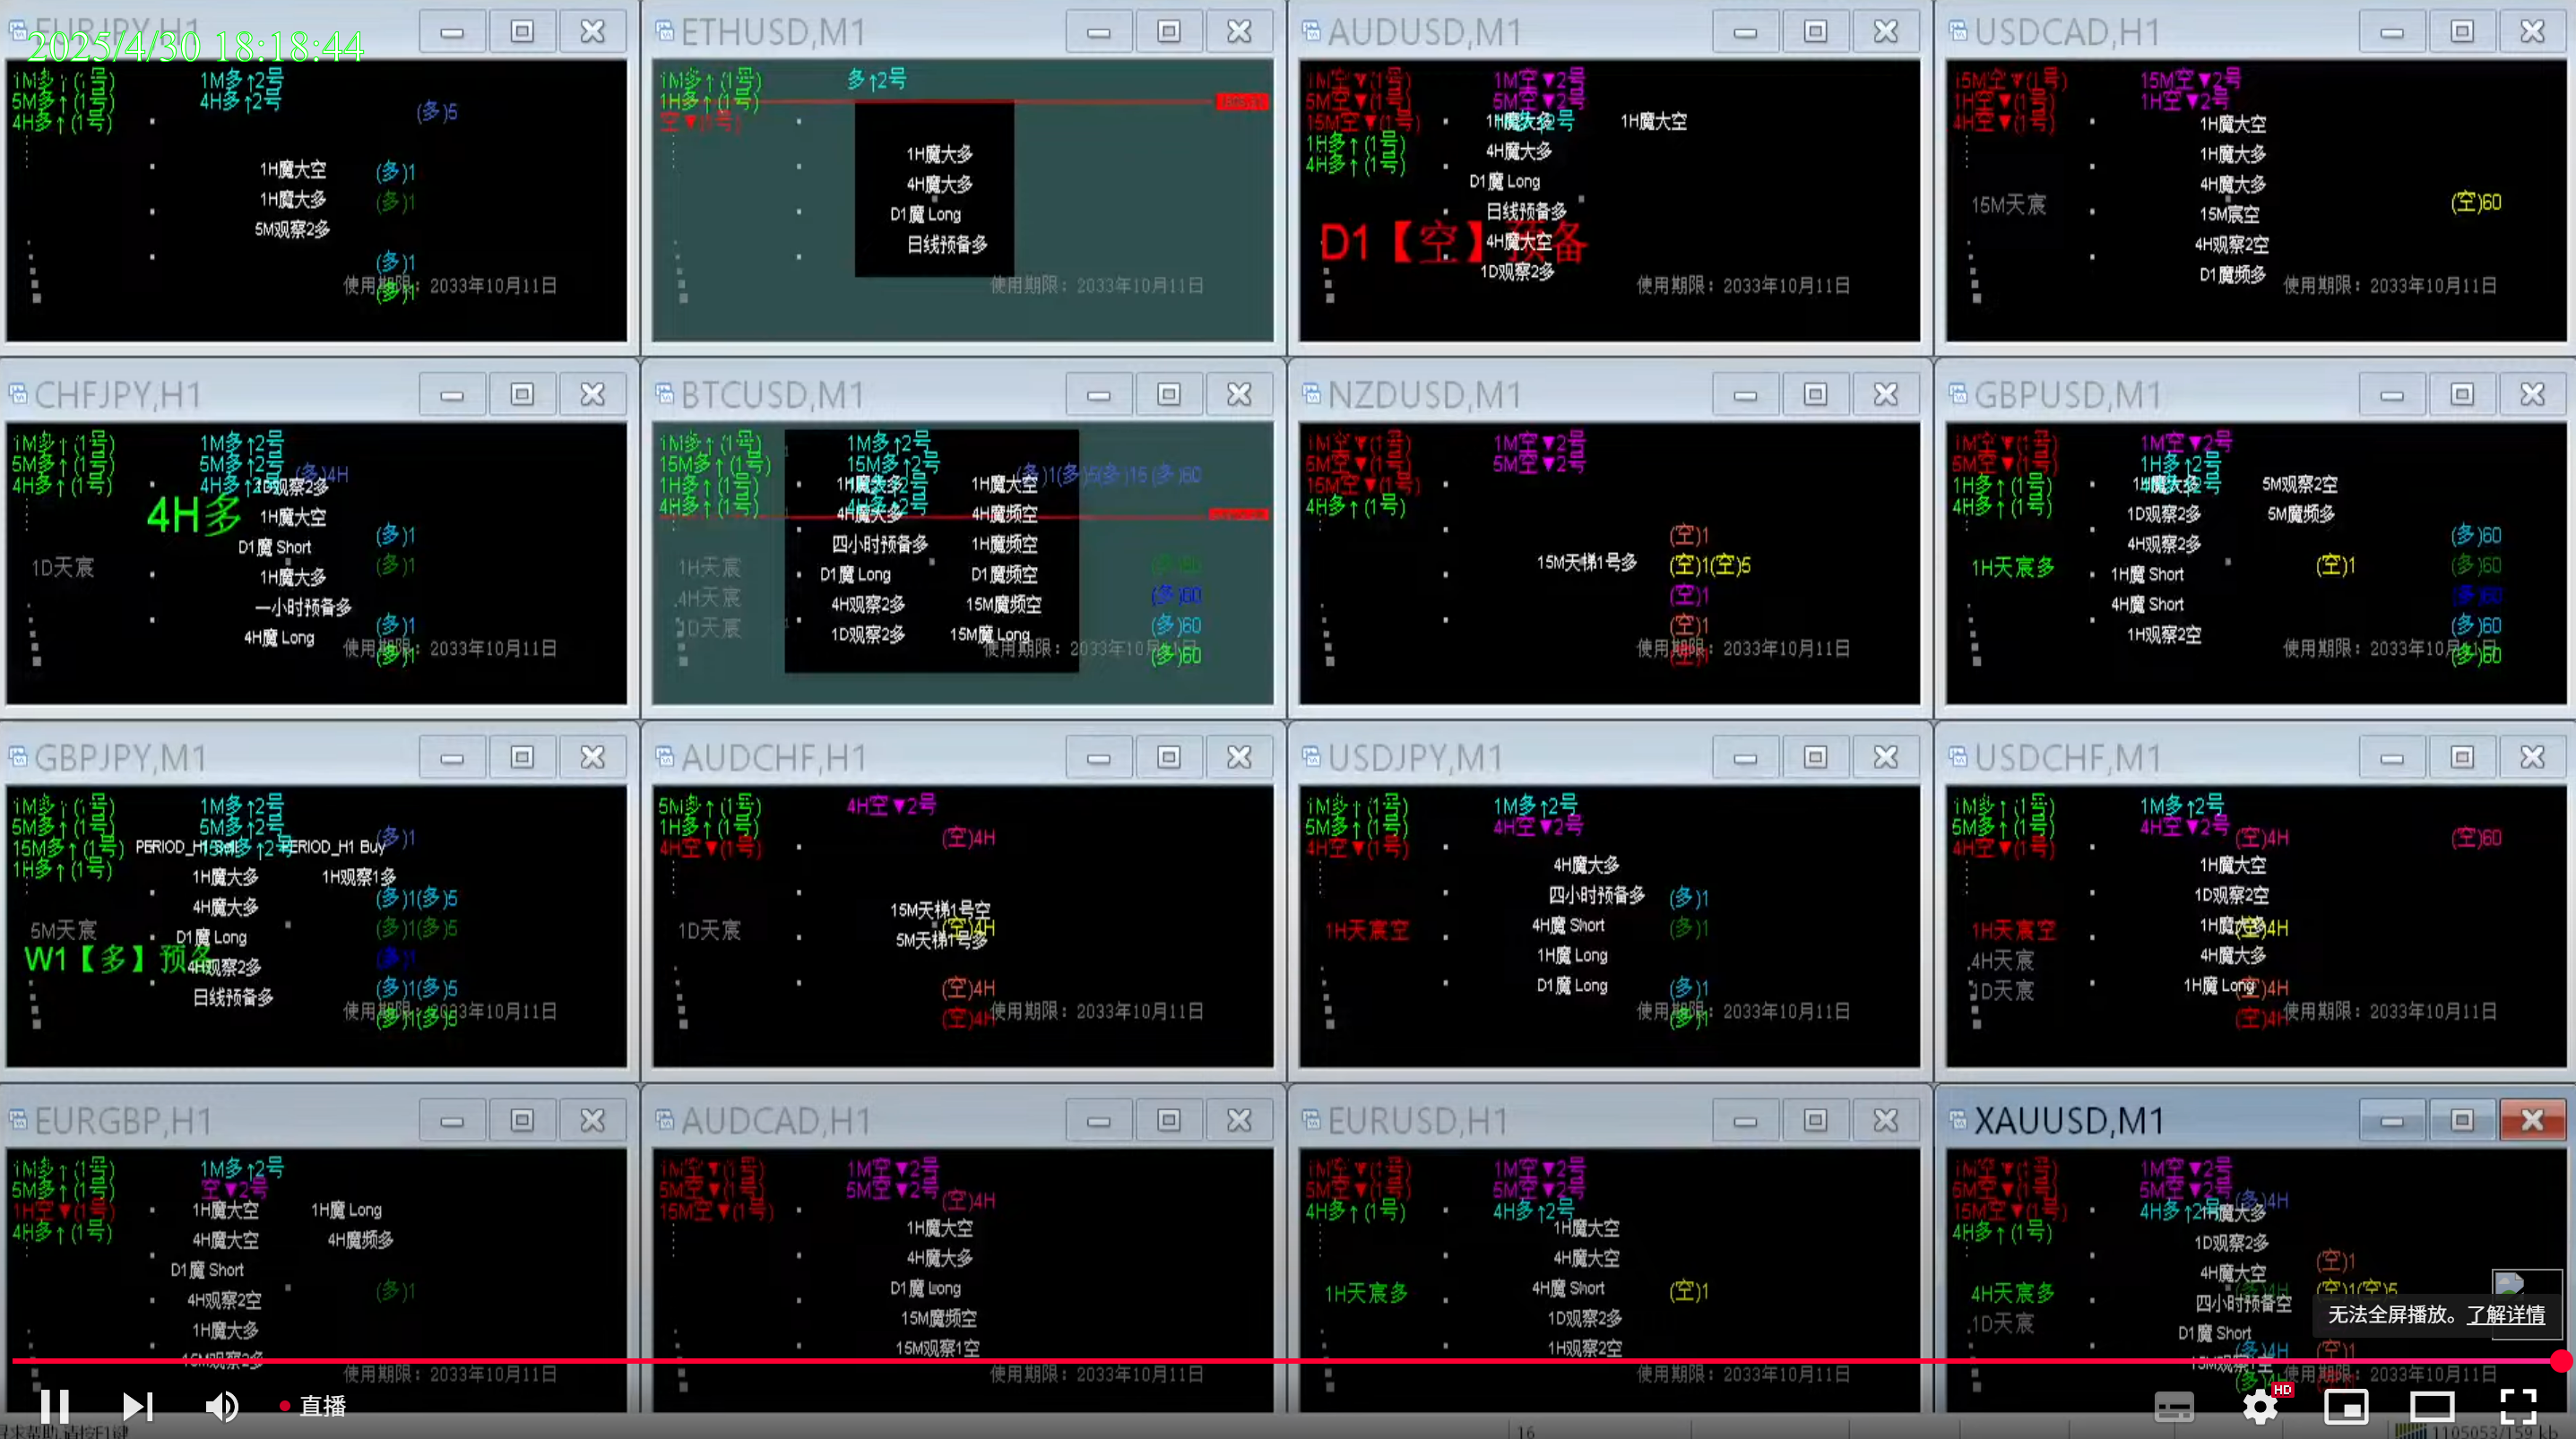 EURJPY,H1
2025/4/30 18:18:44
1M多↑(1号) 1M多↑2号
5M多↑(1号) 4H多↑2号 (多)5
4H多↑(1号)
1H魔大空 (多)1
1H魔大多 (多)1
5M观察2多
(多)1
使用期限：2033年10月11日
(多)1
ETHUSD,M1
1M多↑(1号) 多↑2号
1H多↑(1号)
空▼(1号)
1H魔大多
4H魔大多
D1魔 Long
日线预备多
使用期限：2033年10月11日
AUDUSD,M1
1M空▼(1号) 1M空▼2号
5M空▼(1号) 5M空▼2号
15M空▼(1号) 1H魔大多 1H魔大空
1H多↑(1号) 4H魔大多
4H多↑(1号)
D1魔 Long
日线预备多
D1【空】预备
4H魔大空
1D观察2多
使用期限：2033年10月11日
USDCAD,H1
15M空▼(1号) 15M空▼2号
1H空▼(1号) 1H空▼2号
4H空▼(1号) 1H魔大空
1H魔大多
4H魔大多
15M天宸 15M宸空 (空)60
4H观察2空
D1魔频多
使用期限：2033年10月11日
CHFJPY,H1
1M多↑(1号) 1M多↑2号
5M多↑(1号) 5M多↑2号 (多)4H
4H多↑(1号) 4H多↑2号 1D观察2多
4H多
1H魔大空 (多)1
D1魔 Short
1D天宸 1H魔大多 (多)1
一小时预备多
4H魔 Long (多)1
使用期限：2033年10月11日
(多)1
BTCUSD,M1
1M多↑(1号) 1M多↑2号
15M多↑(1号) 15M多↑2号
1H多↑(1号) 1H魔大多 1H魔大空 (多)1(多)5(多)15(多)60
4H多↑(1号) 4H多↑2号
4H魔大多 4H魔频空
四小时预备多 1H魔频空
1H天宸 D1魔 Long D1魔频空 (多)60
4H天宸 4H观察2多 15M魔频空 (多)60
1D天宸 1D观察2多 15M魔 Long (多)60
使用期限：2033年10月11日
(多)60
NZDUSD,M1
1M空▼(1号) 1M空▼2号
5M空▼(1号) 5M空▼2号
15M空▼(1号)
4H多↑(1号)
(空)1
15M天梯1号多 (空)1(空)5
(空)1
(空)1
使用期限：2033年10月11日
(空)1
GBPUSD,M1
1M空▼(1号) 1M空▼2号
5M空▼(1号) 1H多↑2号
1H多↑(1号) 1H魔大多 5M观察2空
4H多↑(1号) 1D观察2多 5M魔频多
4H观察2多 (多)60
1H天宸多 1H魔 Short (空)1 (多)60
4H魔 Short (多)60
1H观察2空 (多)60
使用期限：2033年10月11日
(多)60
GBPJPY,M1
1M多↑(1号) 1M多↑2号
5M多↑(1号) 5M多↑2号 (多)1
15M多↑(1号) 15M多↑2号 PERIOD_H1 Buy
1H多↑(1号) 1H魔大多 1H观察1多
4H魔大多 (多)1(多)5
5M天宸 D1魔 Long (多)1(多)5
W1【多】预备 4H观察2多 (多)1
日线预备多 (多)1(多)5
使用期限：2033年10月11日
(多)1(多)5
AUDCHF,H1
5M多↑(1号) 4H空▼2号
1H多↑(1号) (空)4H
4H空▼(1号)
15M天梯1号空
1D天宸 (空)4H
5M天梯1号多
(空)4H
(空)4H
使用期限：2033年10月11日
USDJPY,M1
1M多↑(1号) 1M多↑2号
5M多↑(1号) 4H空▼2号
4H空▼(1号)
4H魔大多
四小时预备多 (多)1
1H天宸空 4H魔 Short (多)1
1H魔 Long
D1魔 Long (多)1
使用期限：2033年10月11日
(多)1
USDCHF,M1
1M多↑(1号) 1M多↑2号
5M多↑(1号) 4H空▼2号 (空)4H (空)60
4H空▼(1号) 1H魔大空
1D观察2空
1H天宸空 1H魔大多 (空)4H
4H天宸 4H魔大多
1D天宸 1H魔 Long (空)4H
(空)4H
使用期限：2033年10月11日
EURGBP,H1
1M多↑(1号) 1M多↑2号
5M多↑(1号) 空▼2号
1H空▼(1号) 1H魔大空 1H魔 Long
4H多↑(1号) 4H魔大空 4H魔频多
D1魔 Short
4H观察2空 (多)1
1H魔大多
15M观察2多
使用期限：2033年10月11日
AUDCAD,H1
1M空▼(1号) 1M空▼2号
5M空▼(1号) 5M空▼2号 (空)4H
15M空▼(1号)
1H魔大空
4H魔大多
D1魔 Long
15M魔频空
15M观察1空
使用期限：2033年10月11日
EURUSD,H1
1M空▼(1号) 1M空▼2号
5M空▼(1号) 5M空▼2号
4H多↑(1号) 4H多↑2号
1H魔大空
4H魔大空
1H天宸多 4H魔 Short (空)1
1D观察2多
1H观察2空
使用期限：2033年10月11日
XAUUSD,M1
1M空▼(1号) 1M空▼2号
5M空▼(1号) 5M空▼2号 (多)4H
15M空▼(1号) 4H多↑2号 1H魔大多
4H多↑(1号) 1D观察2多
4H魔大空 (空)1
4H天宸多 (多)4H (空)1(空)5
四小时预备空
1D天宸 D1魔 Short
(多)4H (空)1
使用期限：2033年10月11日
无法全屏播放。了解详情
直播
HD
16
1105053/159 kb